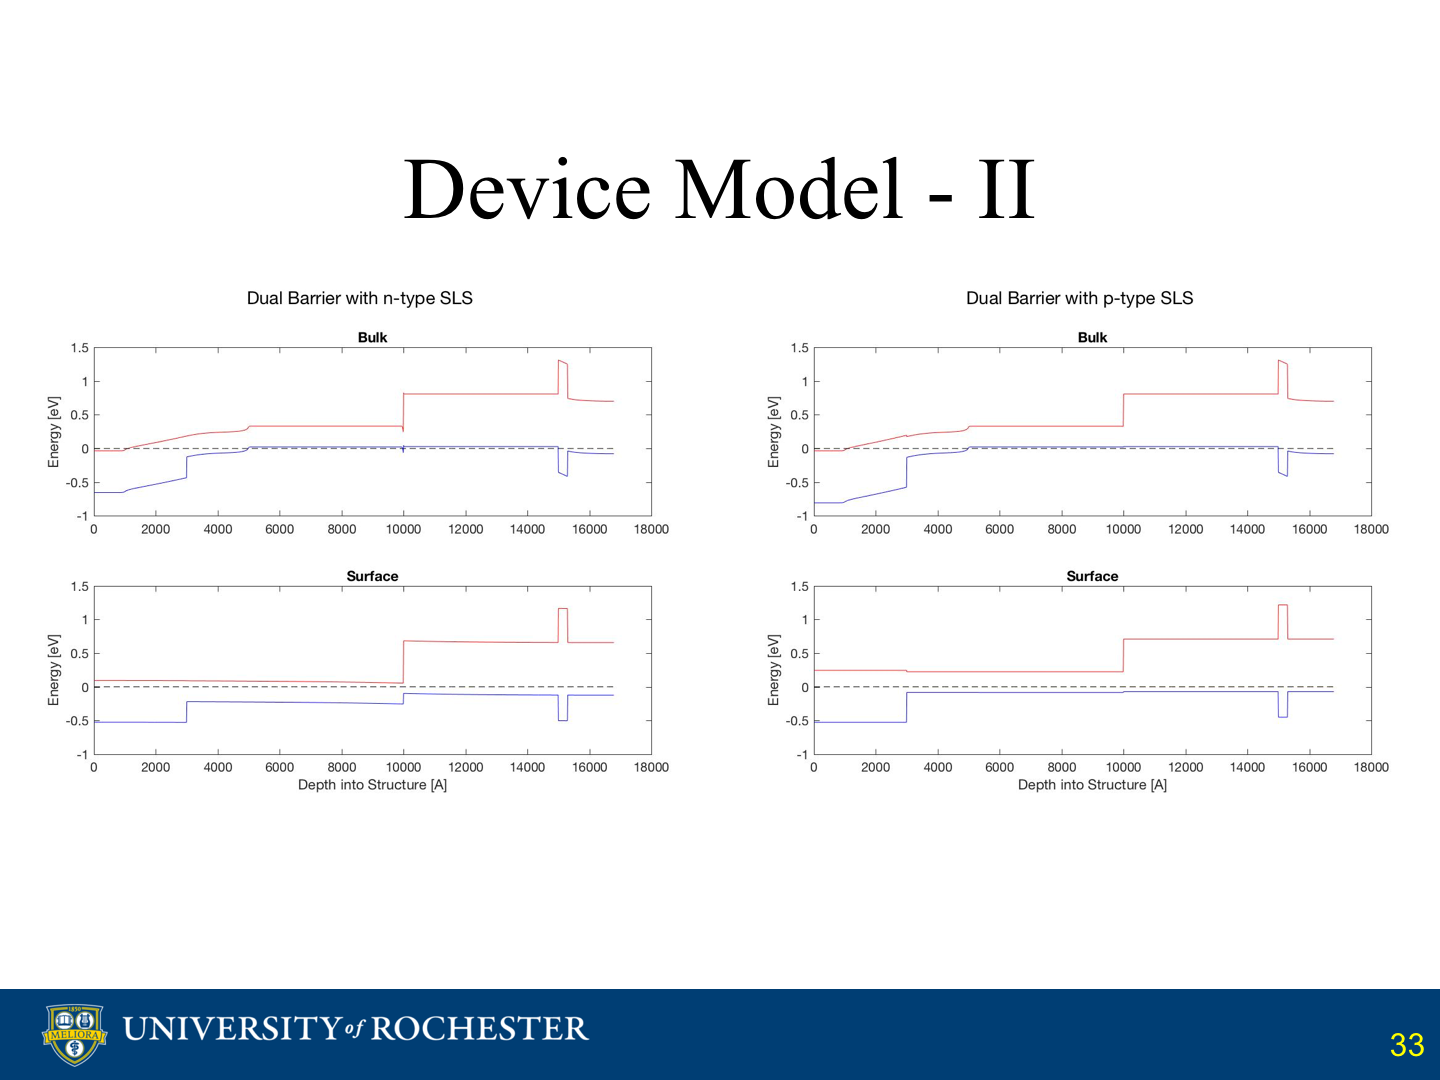 Device Model - II
Dual Barrier with n-type SLS
Bulk
1.5
1
0.5
0
-0.5
-1
Energy [eV]
0 2000 4000 6000 8000 10000 12000 14000 16000 18000
Surface
1.5
1
0.5
0
-0.5
-1
Energy [eV]
0 2000 4000 6000 8000 10000 12000 14000 16000 18000
Depth into Structure [A]
Dual Barrier with p-type SLS
Bulk
1.5
1
0.5
0
-0.5
-1
Energy [eV]
0 2000 4000 6000 8000 10000 12000 14000 16000 18000
Surface
1.5
1
0.5
0
-0.5
-1
Energy [eV]
0 2000 4000 6000 8000 10000 12000 14000 16000 18000
Depth into Structure [A]
1850
MELIORA
UNIVERSITY of ROCHESTER
33